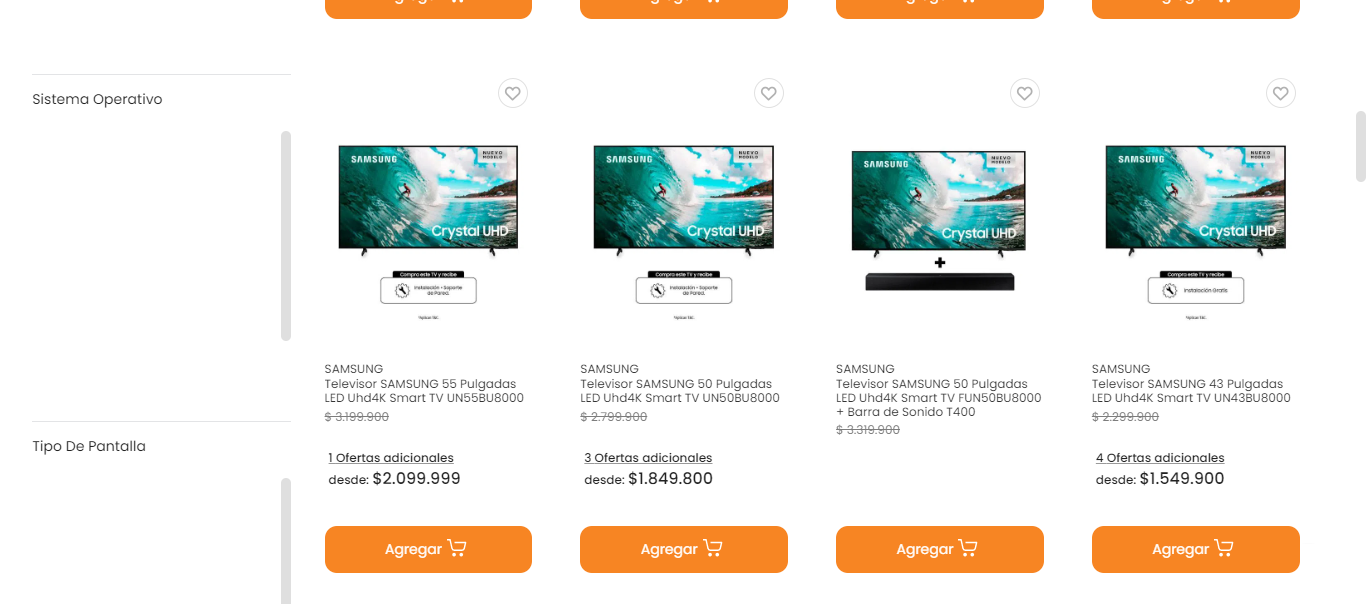 Sistema Operativo
Tipo De Pantalla
SAMSUNG
NUEVO
MODELO
Crystal UHD
Compra este TV y recibe
Instalación + Soporte
de Pared.
SAMSUNG
Televisor SAMSUNG 55 Pulgadas
LED Uhd4K Smart TV UN55BU8000
$ 3.199.900
1 Ofertas adicionales
desde: $2.099.999
Agregar
SAMSUNG
NUEVO
MODELO
Crystal UHD
Compra este TV y recibe
Instalación + Soporte
de Pared.
SAMSUNG
Televisor SAMSUNG 50 Pulgadas
LED Uhd4K Smart TV UN50BU8000
$ 2.799.900
3 Ofertas adicionales
desde: $1.849.800
Agregar
SAMSUNG
NUEVO
MODELO
Crystal UHD
+
SAMSUNG
Televisor SAMSUNG 50 Pulgadas
LED Uhd4K Smart TV FUN50BU8000
+ Barra de Sonido T400
$ 3.319.900
Agregar
SAMSUNG
NUEVO
MODELO
Crystal UHD
Compra este TV y recibe
Instalación Gratis
SAMSUNG
Televisor SAMSUNG 43 Pulgadas
LED Uhd4K Smart TV UN43BU8000
$ 2.299.900
4 Ofertas adicionales
desde: $1.549.900
Agregar